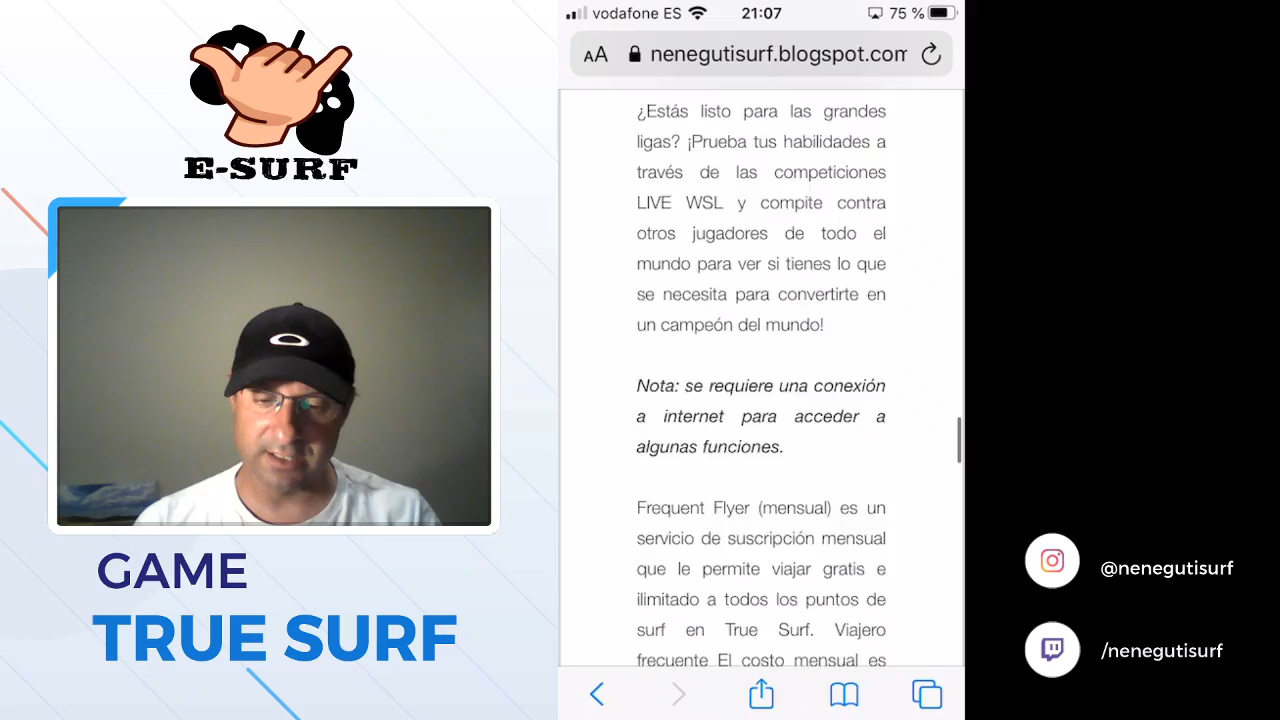 E-SURF
GAME
TRUE SURF
vodafone ES
21:07
75 %
AA
nenegutisurf.blogspot.com
¿Estás listo para las grandes
ligas? ¡Prueba tus habilidades a
través de las competiciones
LIVE WSL y compite contra
otros jugadores de todo el
mundo para ver si tienes lo que
se necesita para convertirte en
un campeón del mundo!
Nota: se requiere una conexión
a internet para acceder a
algunas funciones.
Frequent Flyer (mensual) es un
servicio de suscripción mensual
que le permite viajar gratis e
ilimitado a todos los puntos de
surf en True Surf. Viajero
frecuente El costo mensual es
@nenegutisurf
/nenegutisurf